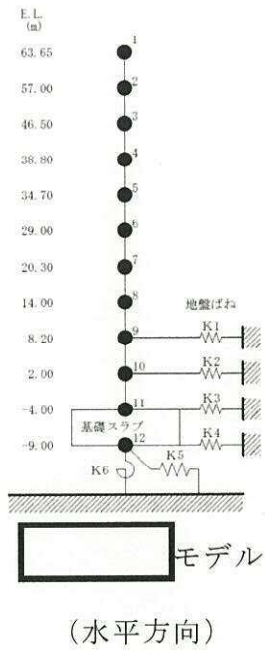 E.L.
(m)
63.65 1
57.00 2
46.50 3
38.80 4
34.70 5
29.00 6
20.30 7
14.00 8
地盤ばね
8.20 9 K1
2.00 10 K2
-4.00 11 K3
基礎スラブ
-9.00 12 K4
K6 K5
モデル
(水平方向)